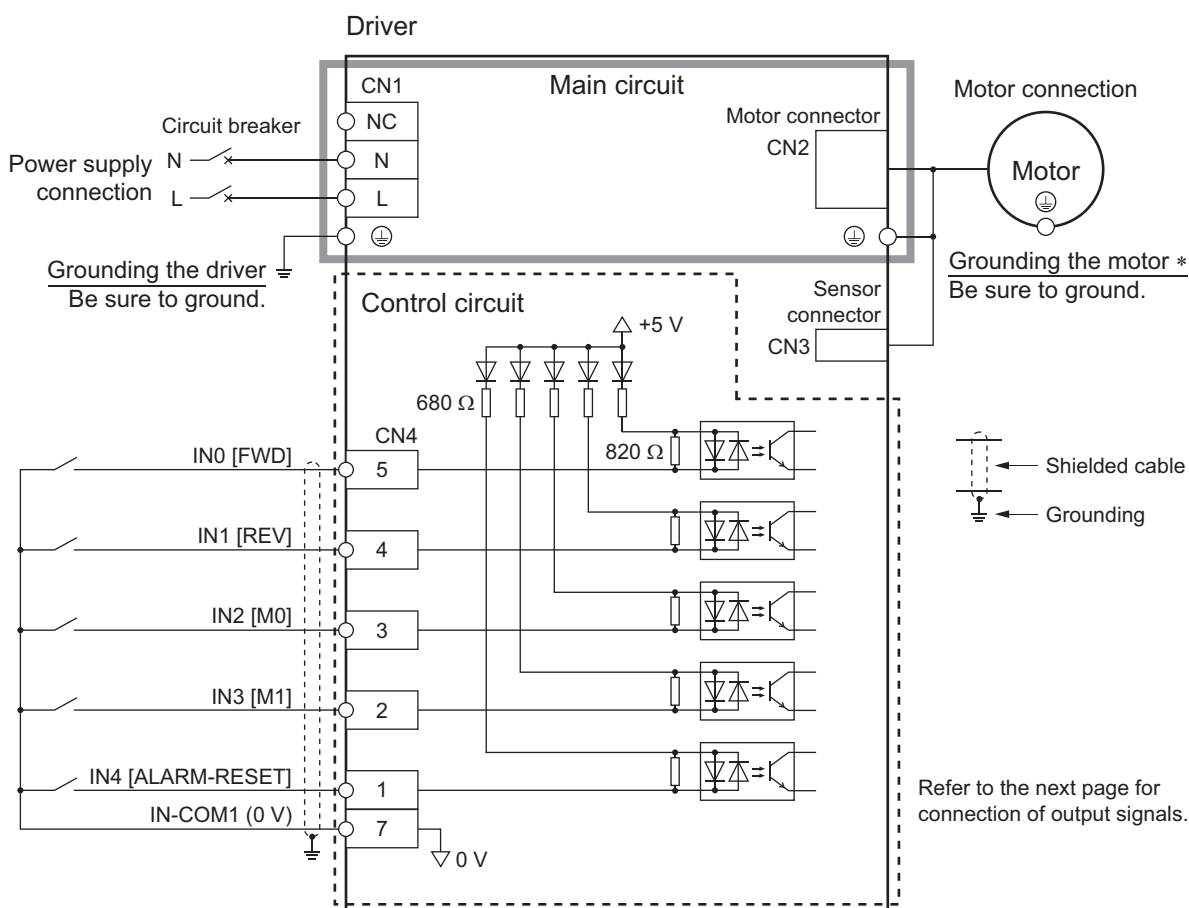 Driver
Main circuit
CN1
NC
N
L
Circuit breaker
Power supply
connection
N
L
Grounding the driver
Be sure to ground.
Motor connector
CN2
Motor connection
Motor
Grounding the motor *
Be sure to ground.
Sensor
connector
CN3
Control circuit
+5 V
680 Ω
820 Ω
CN4
IN0 [FWD]
5
IN1 [REV]
4
IN2 [M0]
3
IN3 [M1]
2
IN4 [ALARM-RESET]
1
IN-COM1 (0 V)
7
0 V
Shielded cable
Grounding
Refer to the next page for
connection of output signals.